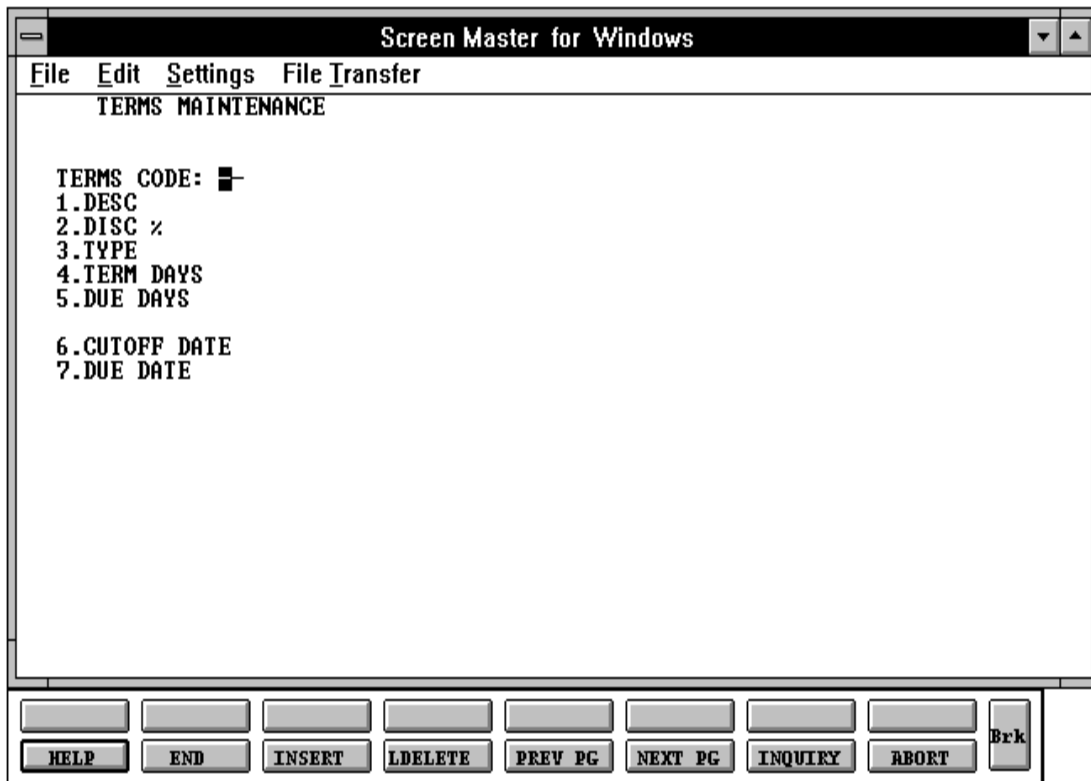 Screen Master for Windows
File Edit Settings File Transfer
TERMS MAINTENANCE
TERMS CODE:
1.DESC
2.DISC %
3.TYPE
4.TERM DAYS
5.DUE DAYS
6.CUTOFF DATE
7.DUE DATE
Brk
HELP END INSERT LDELETE PREV PG NEXT PG INQUIRY ABORT